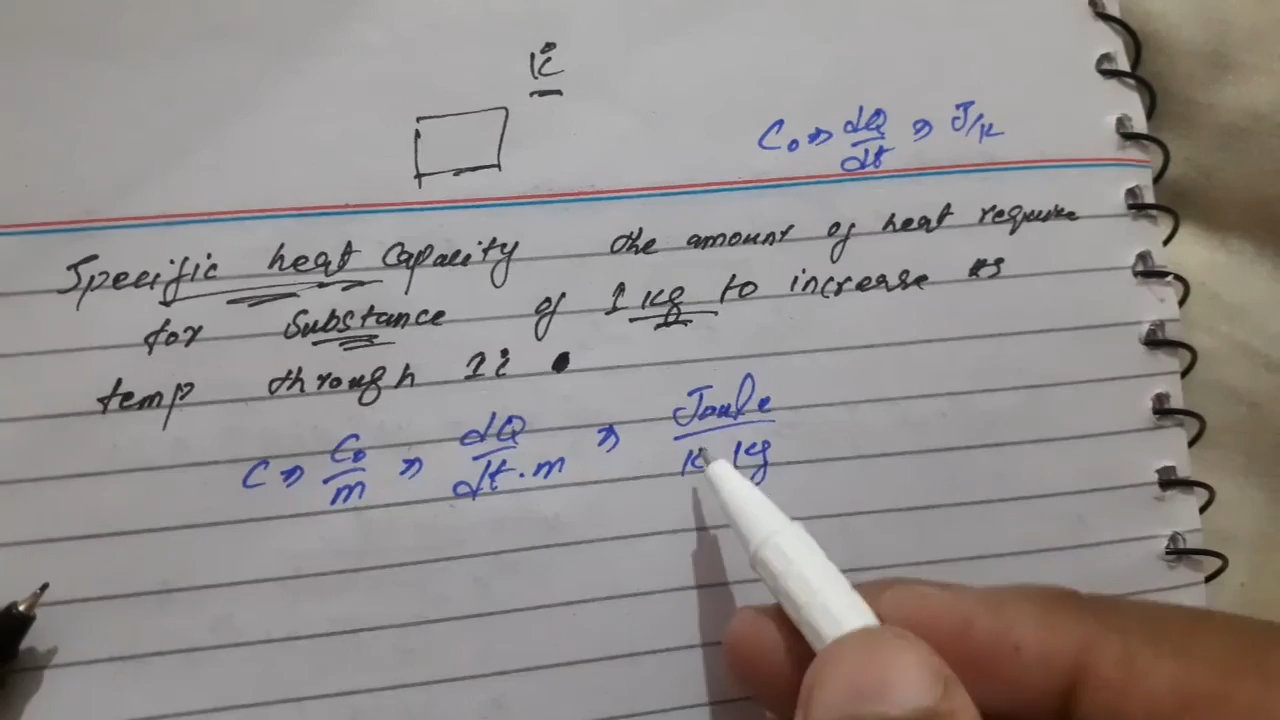 K
C₀ ⇒ dQ/dt ⇒ J/K
Specific heat capacity the amount of heat require
for substance of 1 kg to increase its
temp through 1
C ⇒ C₀/m ⇒ dQ/dt·m ⇒ Joule/K kg